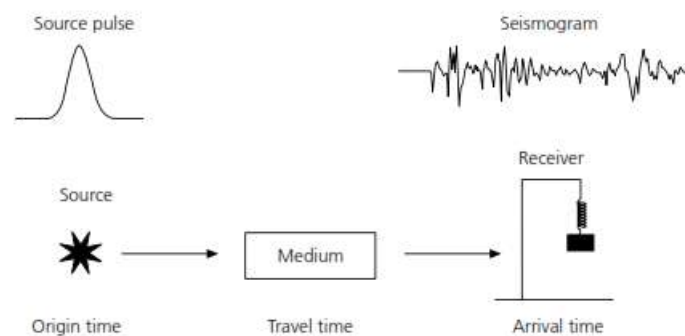 Source pulse
Seismogram
Receiver
Source
Medium
Origin time
Travel time
Arrival time